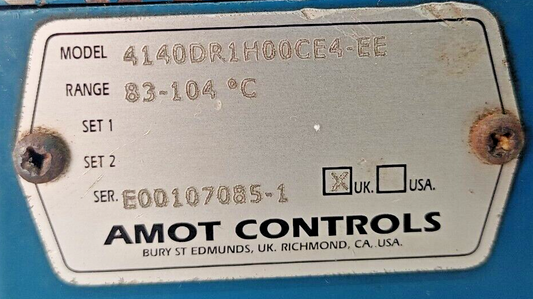 MODEL 4140DR1H00CE4-EE
RANGE 83-104 °C
SET 1
SET 2
SER. E00107085-1 X UK. USA.
AMOT CONTROLS
BURY ST EDMUNDS, UK. RICHMOND, CA. USA.